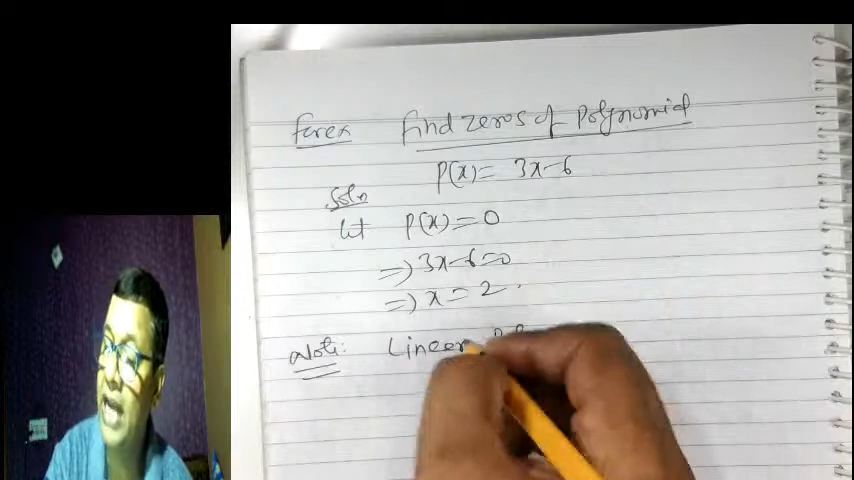 forex find zeros of Polynomial
P(x) = 3x-6
Soln
let P(x) = 0
=> 3x-6=0
=> x = 2.
Note: Linear